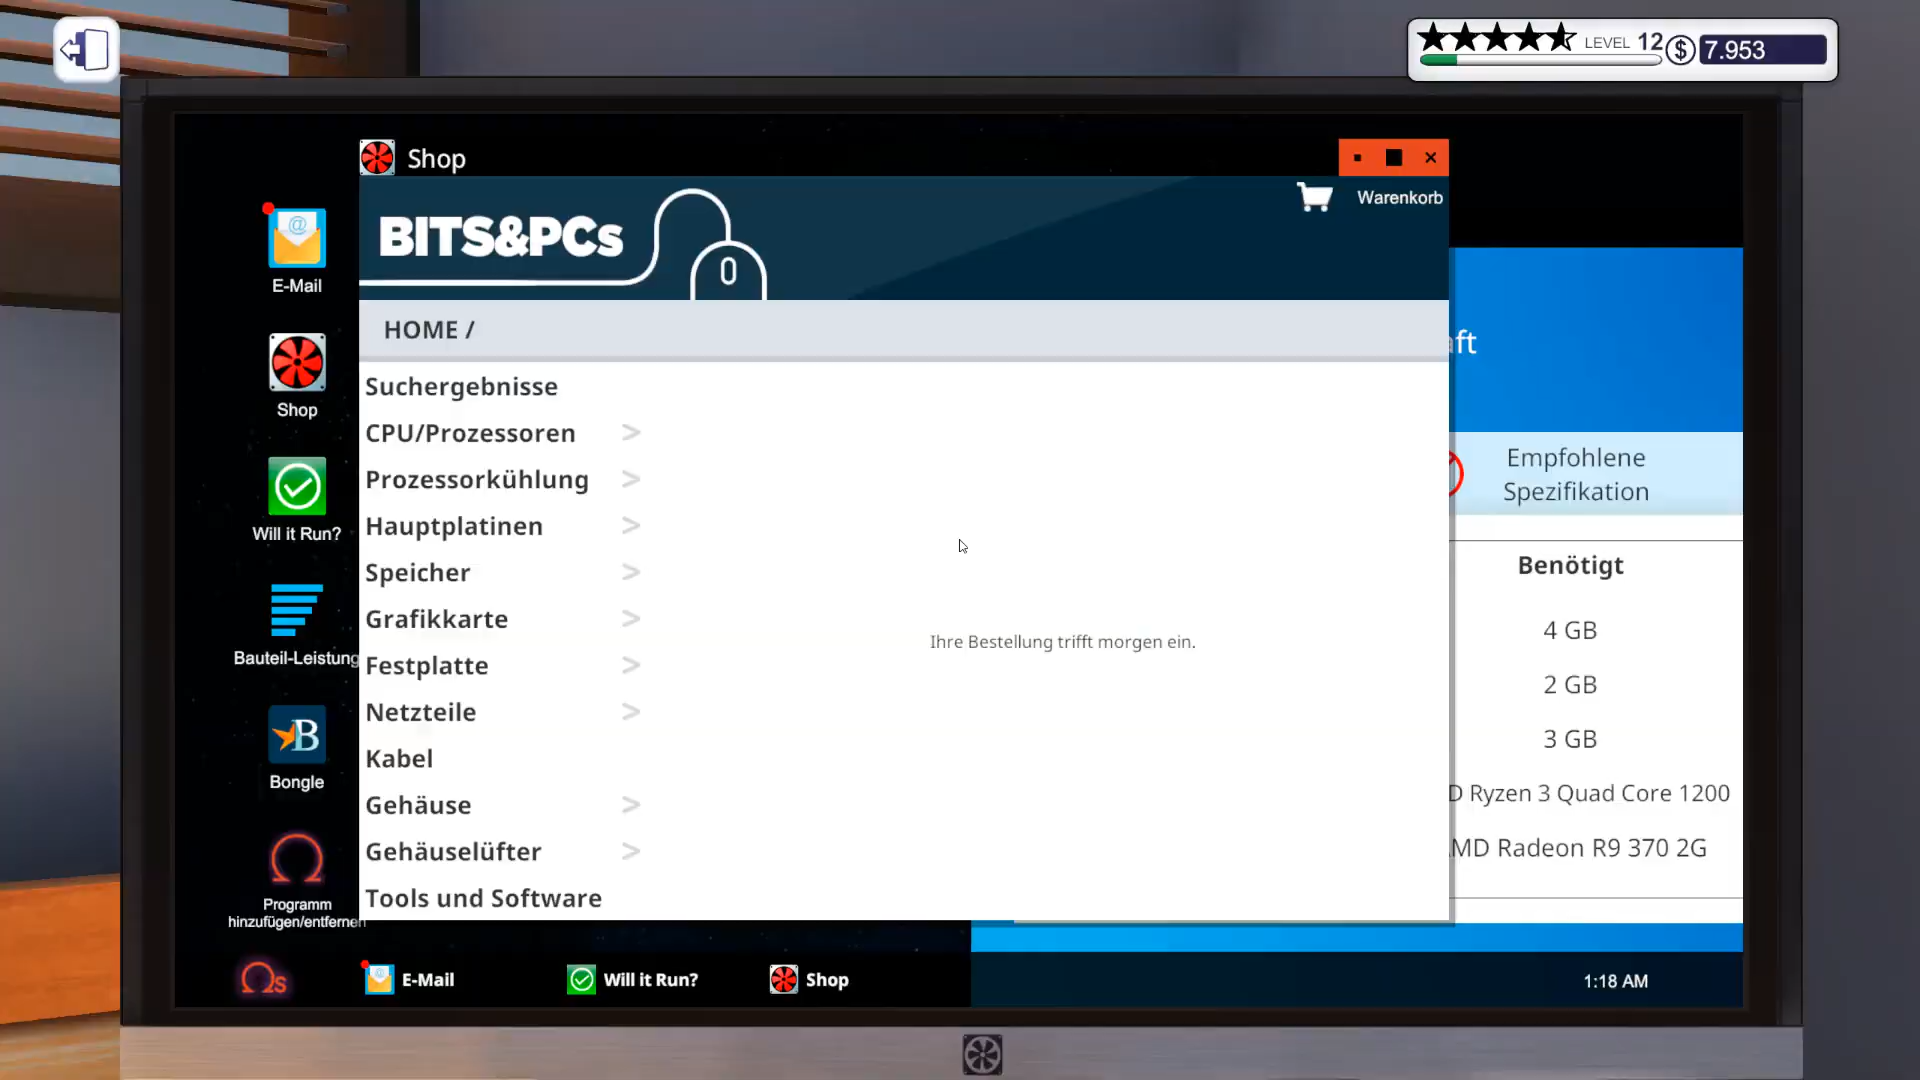 LEVEL 12
$ 7.953
Shop
Warenkorb
BITS&PCs
HOME /
Suchergebnisse
CPU/Prozessoren >
Prozessorkühlung >
Hauptplatinen >
Speicher >
Grafikkarte >
Festplatte >
Netzteile >
Kabel
Gehäuse >
Gehäuselüfter >
Tools und Software
Ihre Bestellung trifft morgen ein.
E-Mail
Shop
Will it Run?
Bauteil-Leistung
Bongle
Programm
hinzufügen/entfernen
ft
Empfohlene
Spezifikation
Benötigt
4 GB
2 GB
3 GB
D Ryzen 3 Quad Core 1200
MD Radeon R9 370 2G
E-Mail
Will it Run?
Shop
1:18 AM